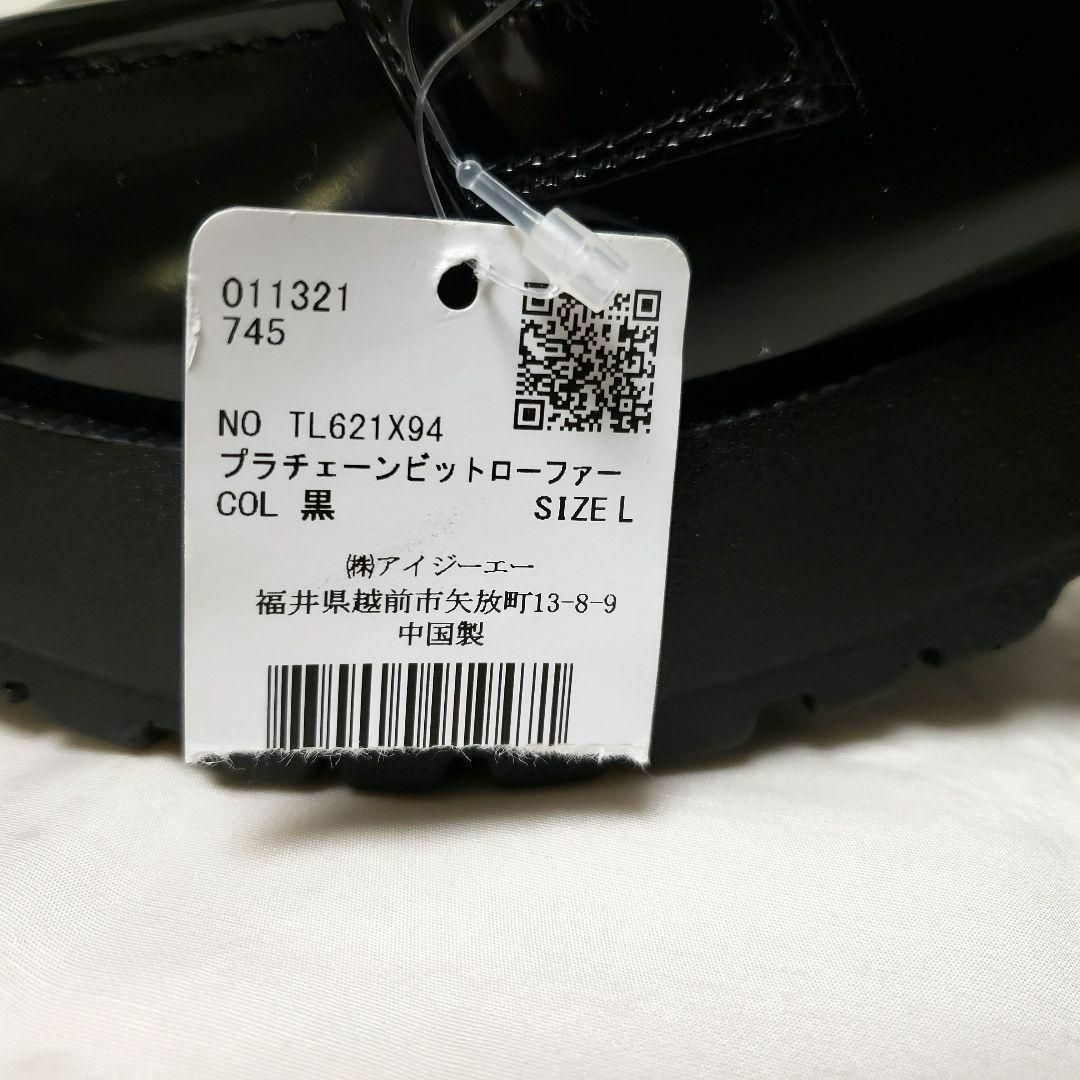 011321
745
NO TL621X94
プラチェーンビットローファー
COL 黒 SIZE L
㈱アイジーエー
福井県越前市矢放町13-8-9
中国製